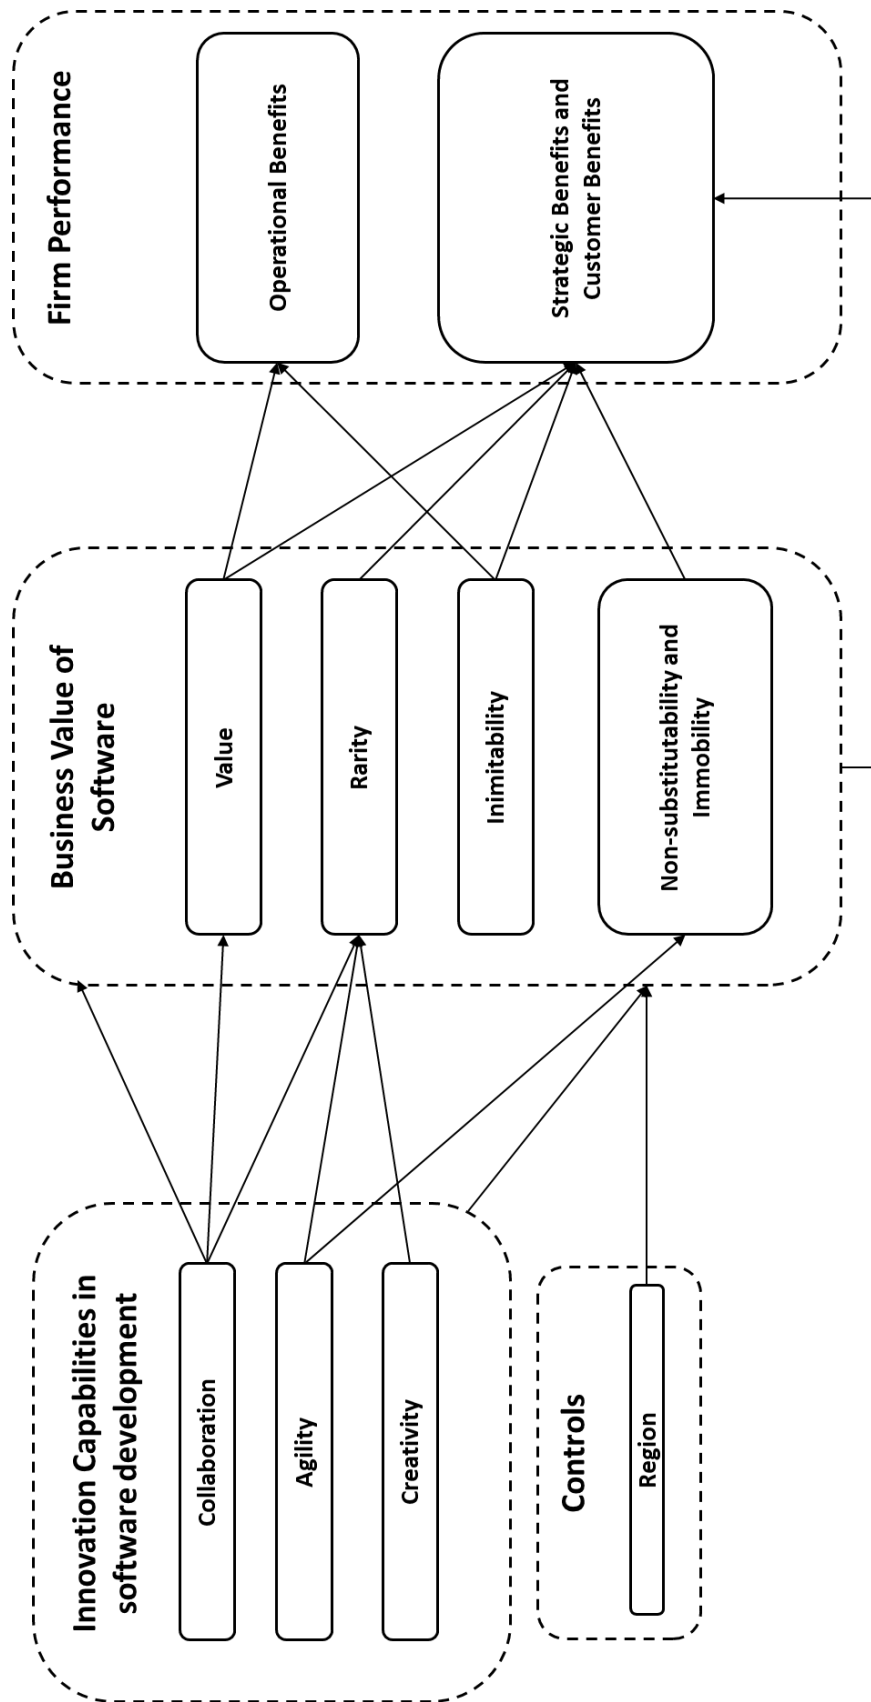 Innovation Capabilities in
software development
Collaboration
Agility
Creativity
Controls
Region
Business Value of
Software
Value
Rarity
Inimitability
Non-substitutability and
Immobility
Firm Performance
Operational Benefits
Strategic Benefits and
Customer Benefits